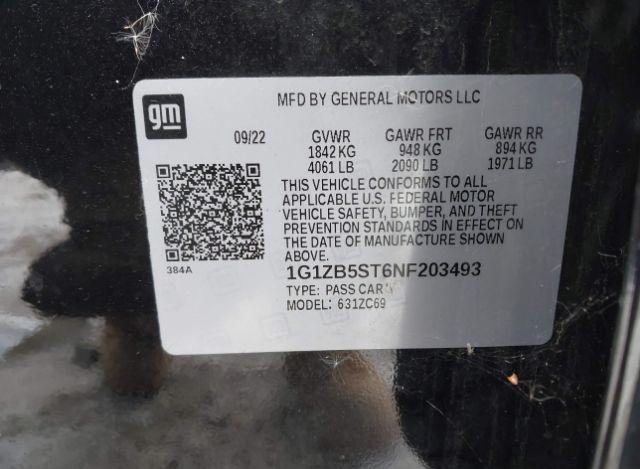 gm
MFD BY GENERAL MOTORS LLC
09/22 GVWR GAWR FRT GAWR RR
1842 KG 948 KG 894 KG
4061 LB 2090 LB 1971 LB
THIS VEHICLE CONFORMS TO ALL
APPLICABLE U.S. FEDERAL MOTOR
VEHICLE SAFETY, BUMPER, AND THEFT
PREVENTION STANDARDS IN EFFECT ON
THE DATE OF MANUFACTURE SHOWN
ABOVE.
384A
1G1ZB5ST6NF203493
TYPE: PASS CAR
MODEL: 631ZC69